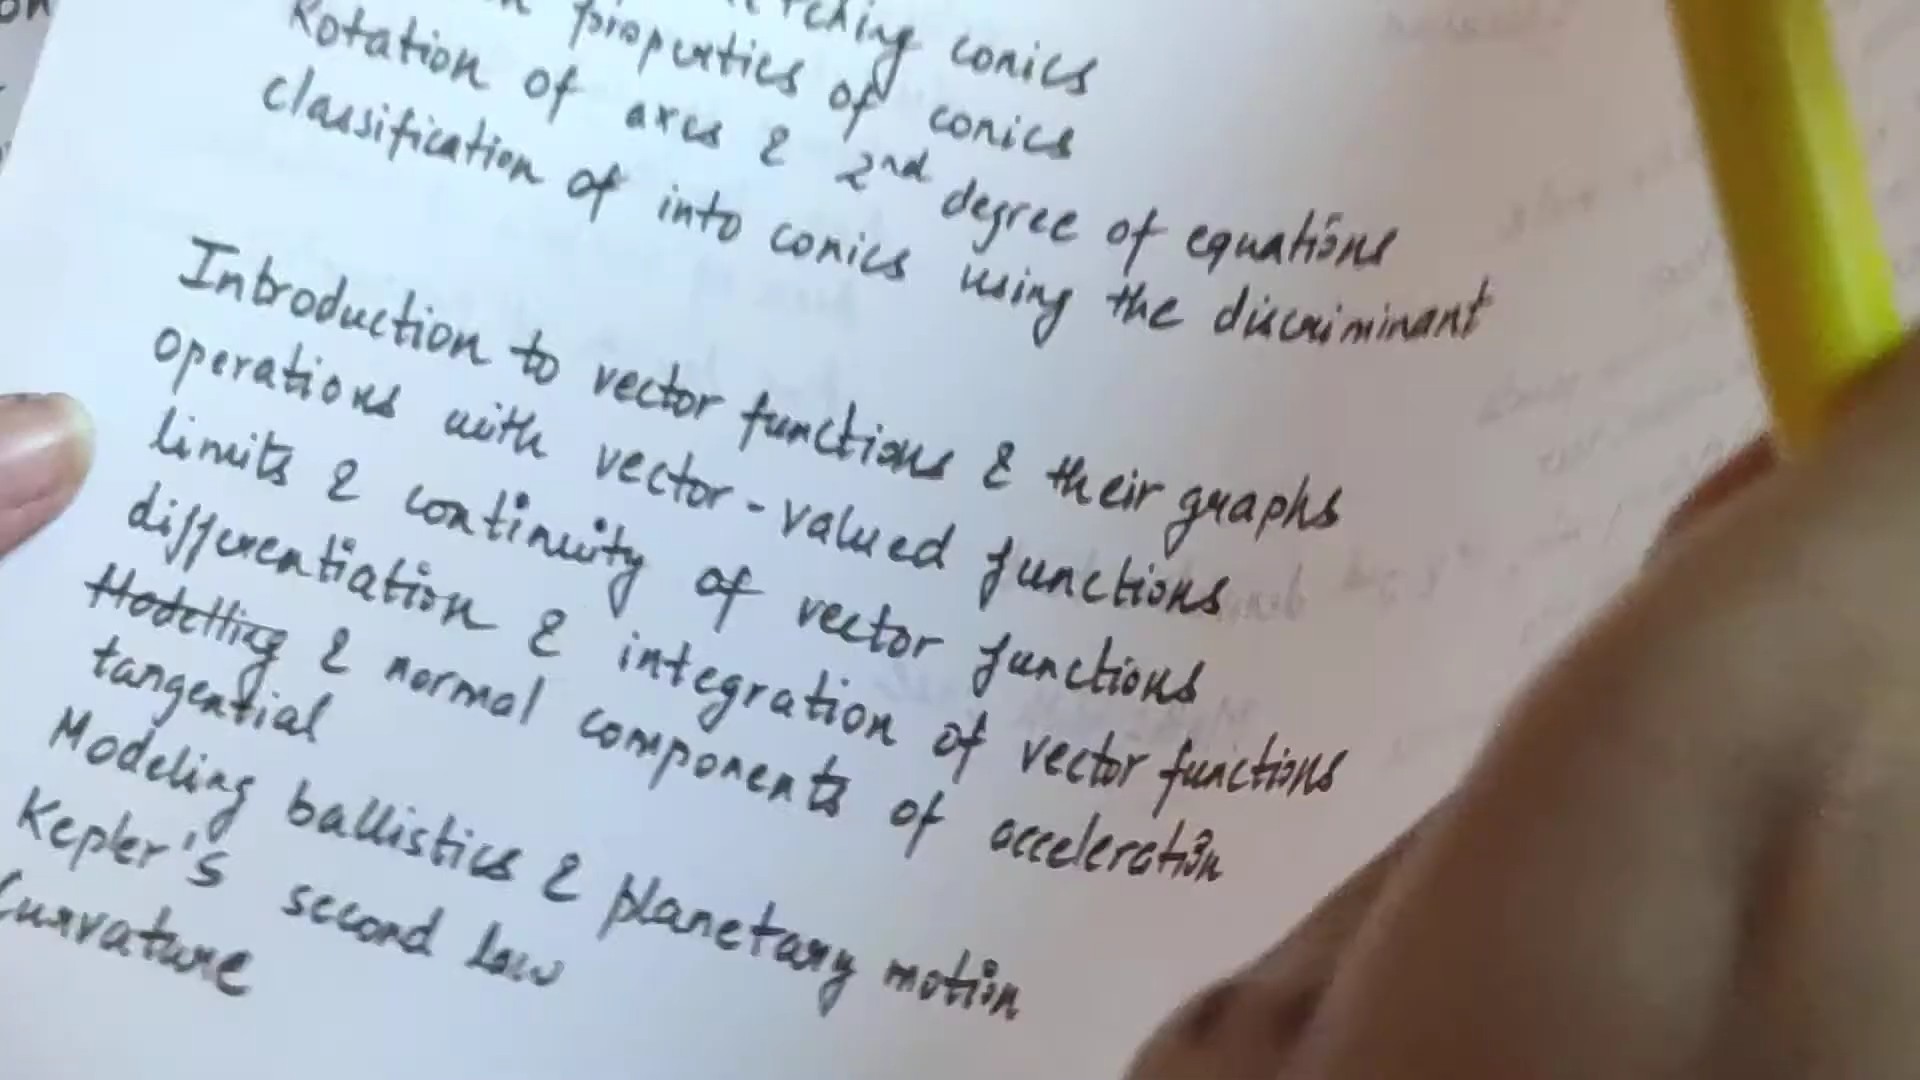 conics
properties of conics
Rotation of axes & 2nd degree of equations
classification of into conics using the discriminant
Introduction to vector functions & their graphs
Operations with vector-valued functions
limits & continuity of vector functions
differentiation & integration of vector functions
Modelling & normal components of acceleration
tangential
Modeling ballistics & planetary motion
Kepler's second law
Curvature